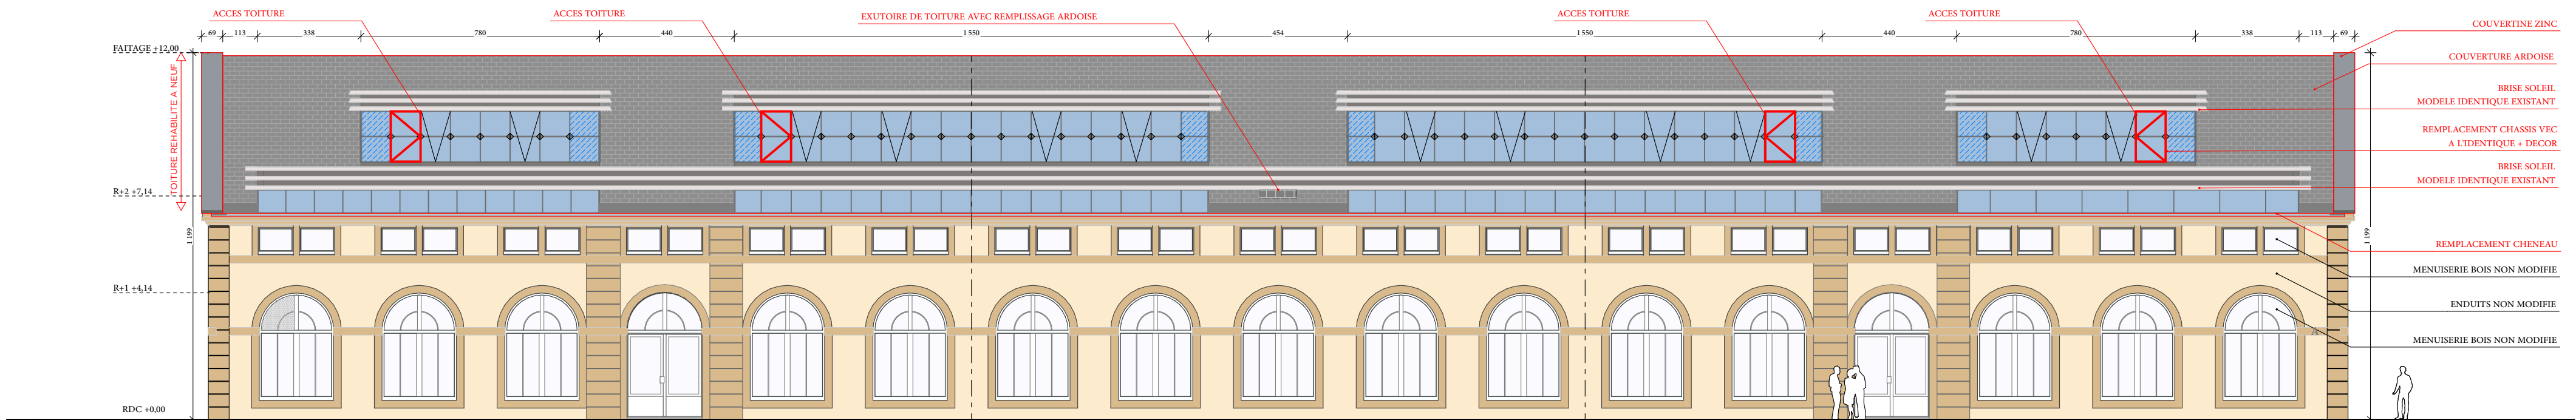 ACCES TOITURE
ACCES TOITURE
EXUTOIRE DE TOITURE AVEC REMPLISSAGE ARDOISE
ACCES TOITURE
ACCES TOITURE
COUVERTINE ZINC
69 113 338 780 440 1 550 454 1 550 440 780 338 113 69
FAITAGE +12,00
COUVERTURE ARDOISE
TOITURE REHABILITE A NEUF
BRISE SOLEIL
MODELE IDENTIQUE EXISTANT
REMPLACEMENT CHASSIS VEC
A L'IDENTIQUE + DECOR
BRISE SOLEIL
MODELE IDENTIQUE EXISTANT
R+2 +7,14
1 199
1 199
REMPLACEMENT CHENEAU
MENUISERIE BOIS NON MODIFIE
R+1 +4,14
ENDUITS NON MODIFIE
A
MENUISERIE BOIS NON MODIFIE
RDC +0,00